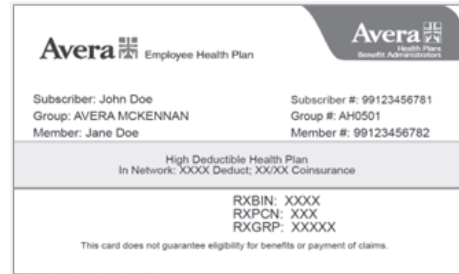 Avera Employee Health Plan
Avera
Health Plans
Benefit Administrators
Subscriber: John Doe
Subscriber #: 99123456781
Group: AVERA MCKENNAN
Group #: AH0501
Member: Jane Doe
Member #: 99123456782
High Deductible Health Plan
In Network: XXXX Deduct; XX/XX Coinsurance
RXBIN: XXXX
RXPCN: XXX
RXGRP: XXXXX
This card does not guarantee eligibility for benefits or payment of claims.